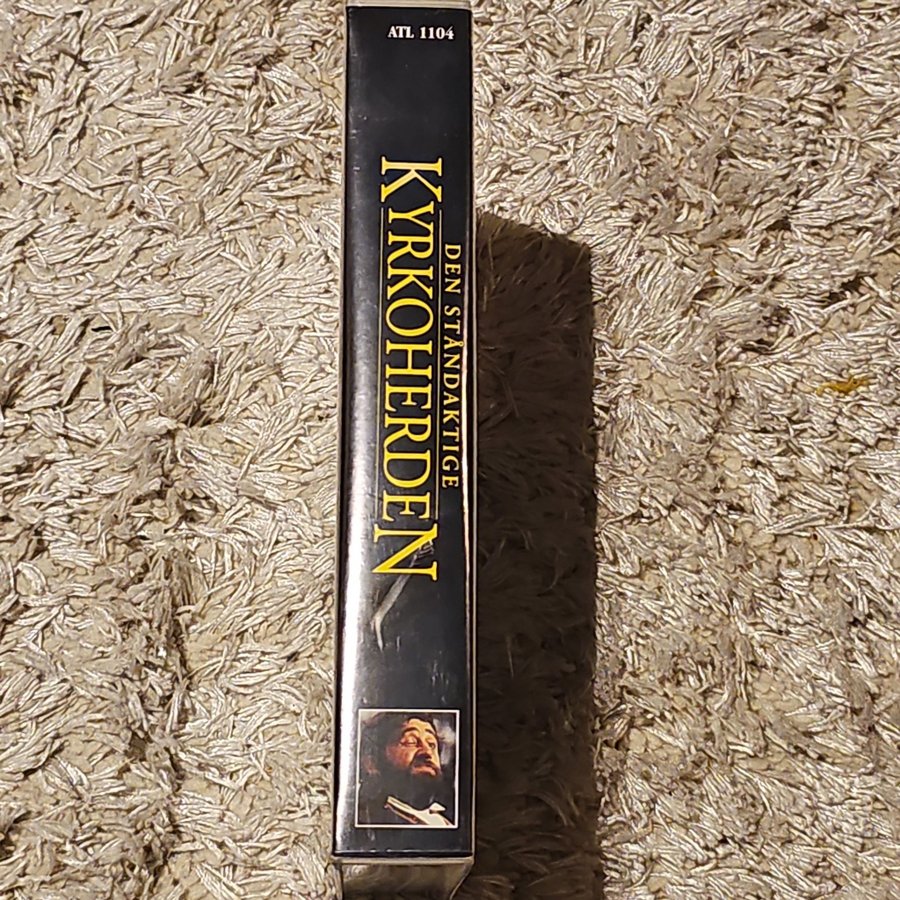 ATL 1104
DEN STÅNDAKTIGE
KYRKOHERDEN